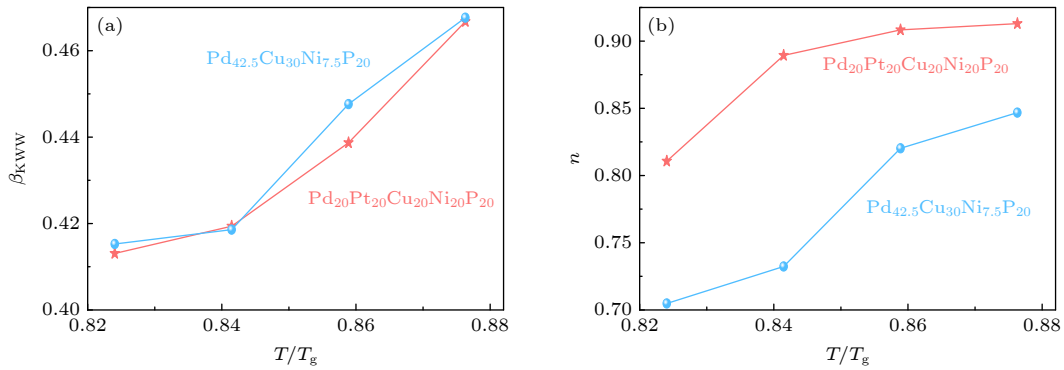 (a)
0.46
Pd42.5Cu30Ni7.5P20
0.44
βKWW
Pd20Pt20Cu20Ni20P20
0.42
0.40
0.82 0.84 0.86 0.88
T/Tg
(b)
0.90
Pd20Pt20Cu20Ni20P20
0.85
n
0.80
Pd42.5Cu30Ni7.5P20
0.75
0.70
0.82 0.84 0.86 0.88
T/Tg